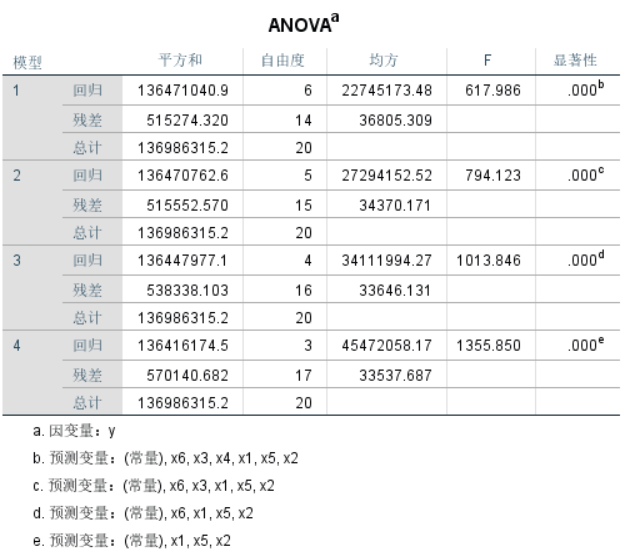 ANOVAa
模型 平方和 自由度 均方 F 显著性
1 回归 136471040.9 6 22745173.48 617.986 .000b
残差 515274.320 14 36805.309
总计 136986315.2 20
2 回归 136470762.6 5 27294152.52 794.123 .000c
残差 515552.570 15 34370.171
总计 136986315.2 20
3 回归 136447977.1 4 34111994.27 1013.846 .000d
残差 538338.103 16 33646.131
总计 136986315.2 20
4 回归 136416174.5 3 45472058.17 1355.850 .000e
残差 570140.682 17 33537.687
总计 136986315.2 20
a. 因变量：y
b. 预测变量：(常量), x6, x3, x4, x1, x5, x2
c. 预测变量：(常量), x6, x3, x1, x5, x2
d. 预测变量：(常量), x6, x1, x5, x2
e. 预测变量：(常量), x1, x5, x2